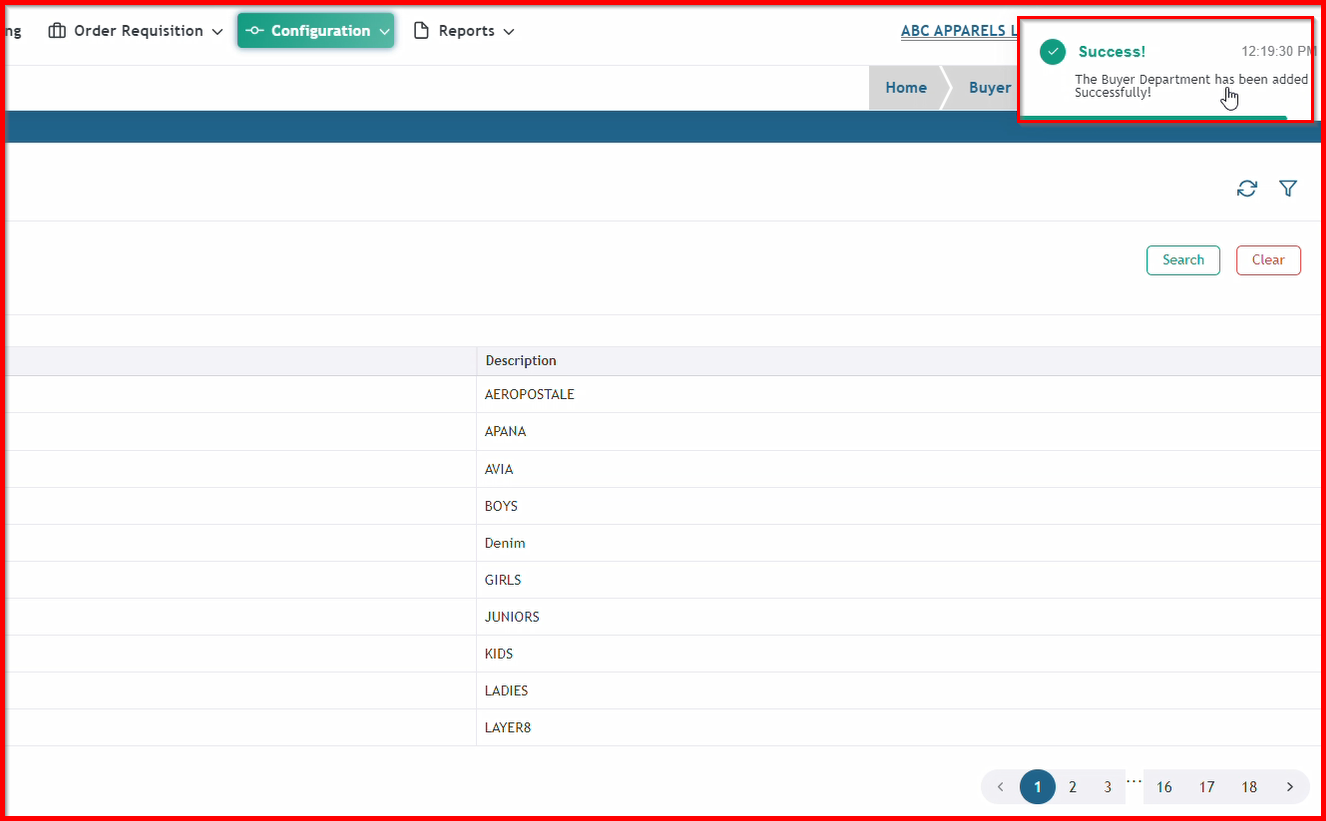 ng Order Requisition Configuration Reports ABC APPARELS L
Success! 12:19:30 PM
The Buyer Department has been added
Successfully!
Home Buyer
Search Clear
Description
AEROPOSTALE
APANA
AVIA
BOYS
Denim
GIRLS
JUNIORS
KIDS
LADIES
LAYER8
1 2 3 ... 16 17 18